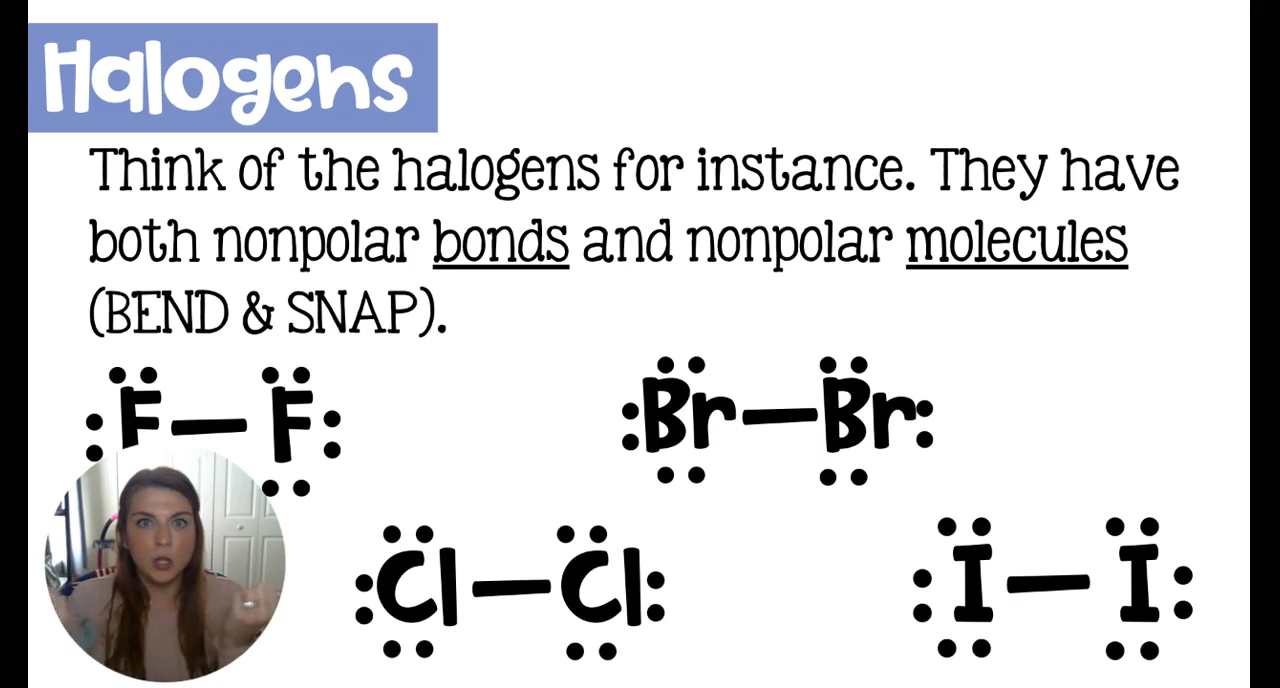 Halogens
Think of the halogens for instance. They have
both nonpolar bonds and nonpolar molecules
(BEND & SNAP).
F — F
Br — Br
Cl — Cl
I — I